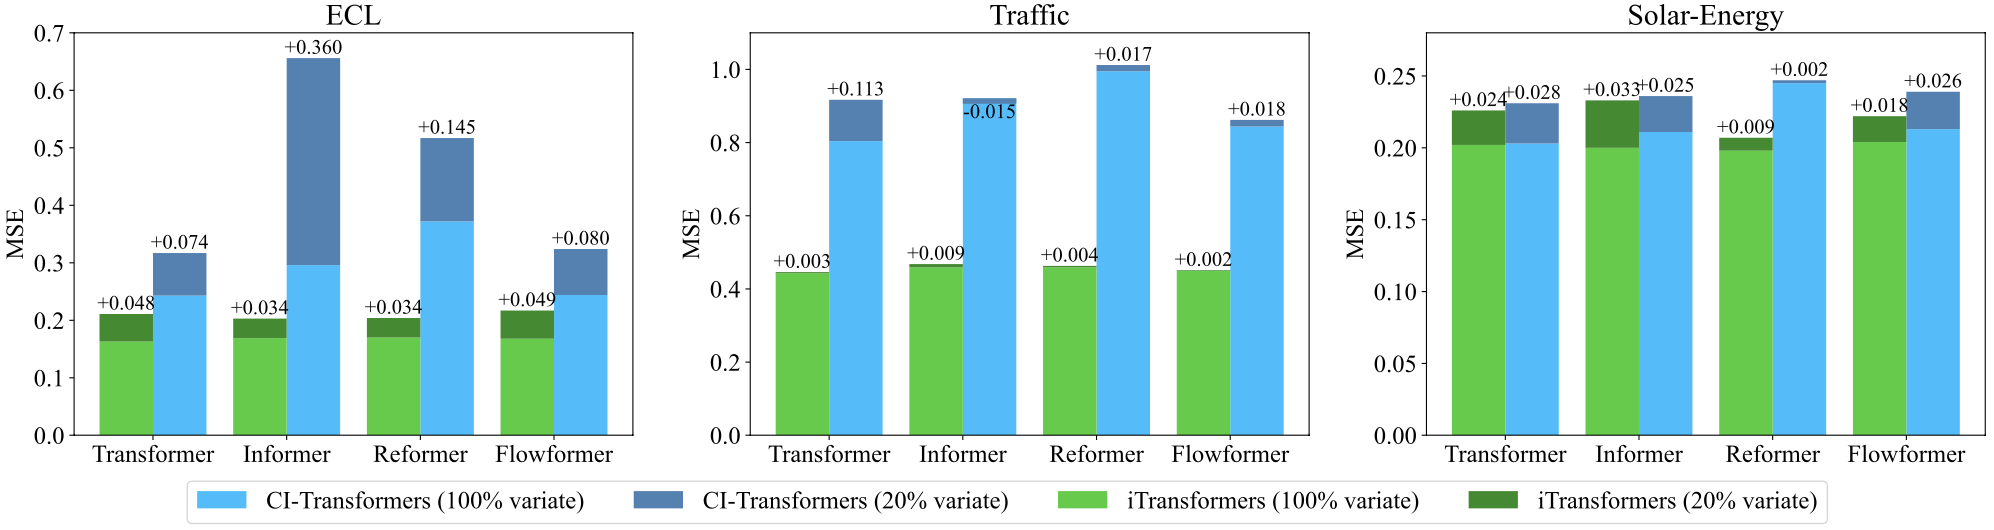 ECL
MSE
0.7
0.6
0.5
0.4
0.3
0.2
0.1
0.0
+0.048
+0.074
+0.034
+0.360
+0.034
+0.145
+0.049
+0.080
Transformer
Informer
Reformer
Flowformer
Traffic
MSE
1.0
0.8
0.6
0.4
0.2
0.0
+0.003
+0.113
+0.009
-0.015
+0.004
+0.017
+0.002
+0.018
Transformer
Informer
Reformer
Flowformer
Solar-Energy
MSE
0.25
0.20
0.15
0.10
0.05
0.00
+0.024
+0.028
+0.033
+0.025
+0.009
+0.002
+0.018
+0.026
Transformer
Informer
Reformer
Flowformer
CI-Transformers (100% variate)
CI-Transformers (20% variate)
iTransformers (100% variate)
iTransformers (20% variate)